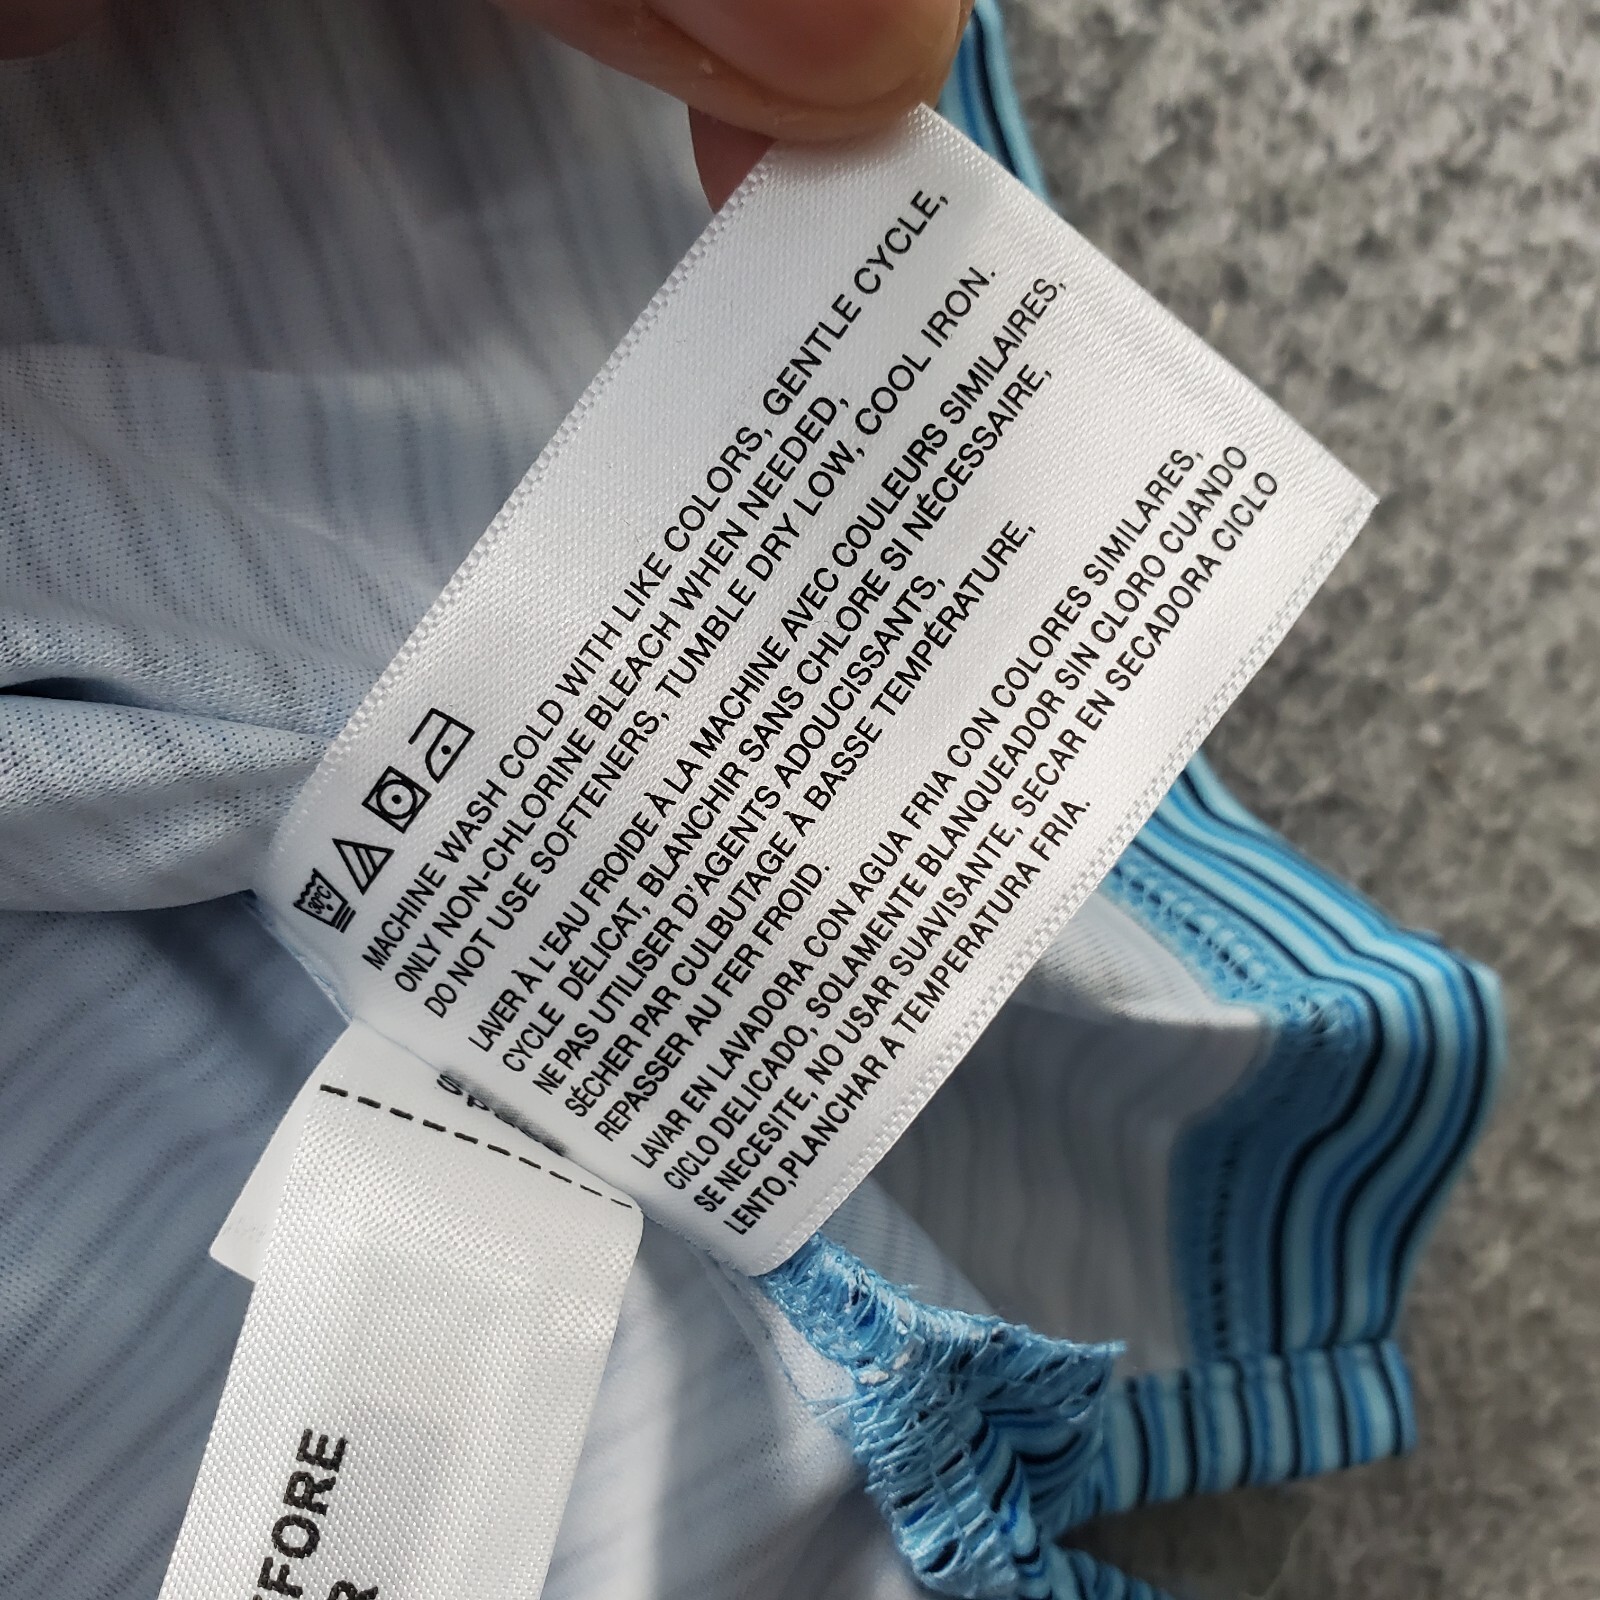 30°C
MACHINE WASH COLD WITH LIKE COLORS, GENTLE CYCLE,
ONLY NON-CHLORINE BLEACH WHEN NEEDED,
DO NOT USE SOFTENERS, TUMBLE DRY LOW, COOL IRON.
LAVER À L'EAU FROIDE À LA MACHINE AVEC COULEURS SIMILAIRES,
CYCLE DÉLICAT, BLANCHIR SANS CHLORE SI NÉCESSAIRE,
NE PAS UTILISER D'AGENTS ADOUCISSANTS,
SÉCHER PAR CULBUTAGE À BASSE TEMPÉRATURE,
REPASSER AU FER FROID.
LAVAR EN LAVADORA CON AGUA FRIA CON COLORES SIMILARES,
CICLO DELICADO, SOLAMENTE BLANQUEADOR SIN CLORO CUANDO
SE NECESITE, NO USAR SUAVISANTE, SECAR EN SECADORA CICLO
LENTO,PLANCHAR A TEMPERATURA FRIA.
FORE
R